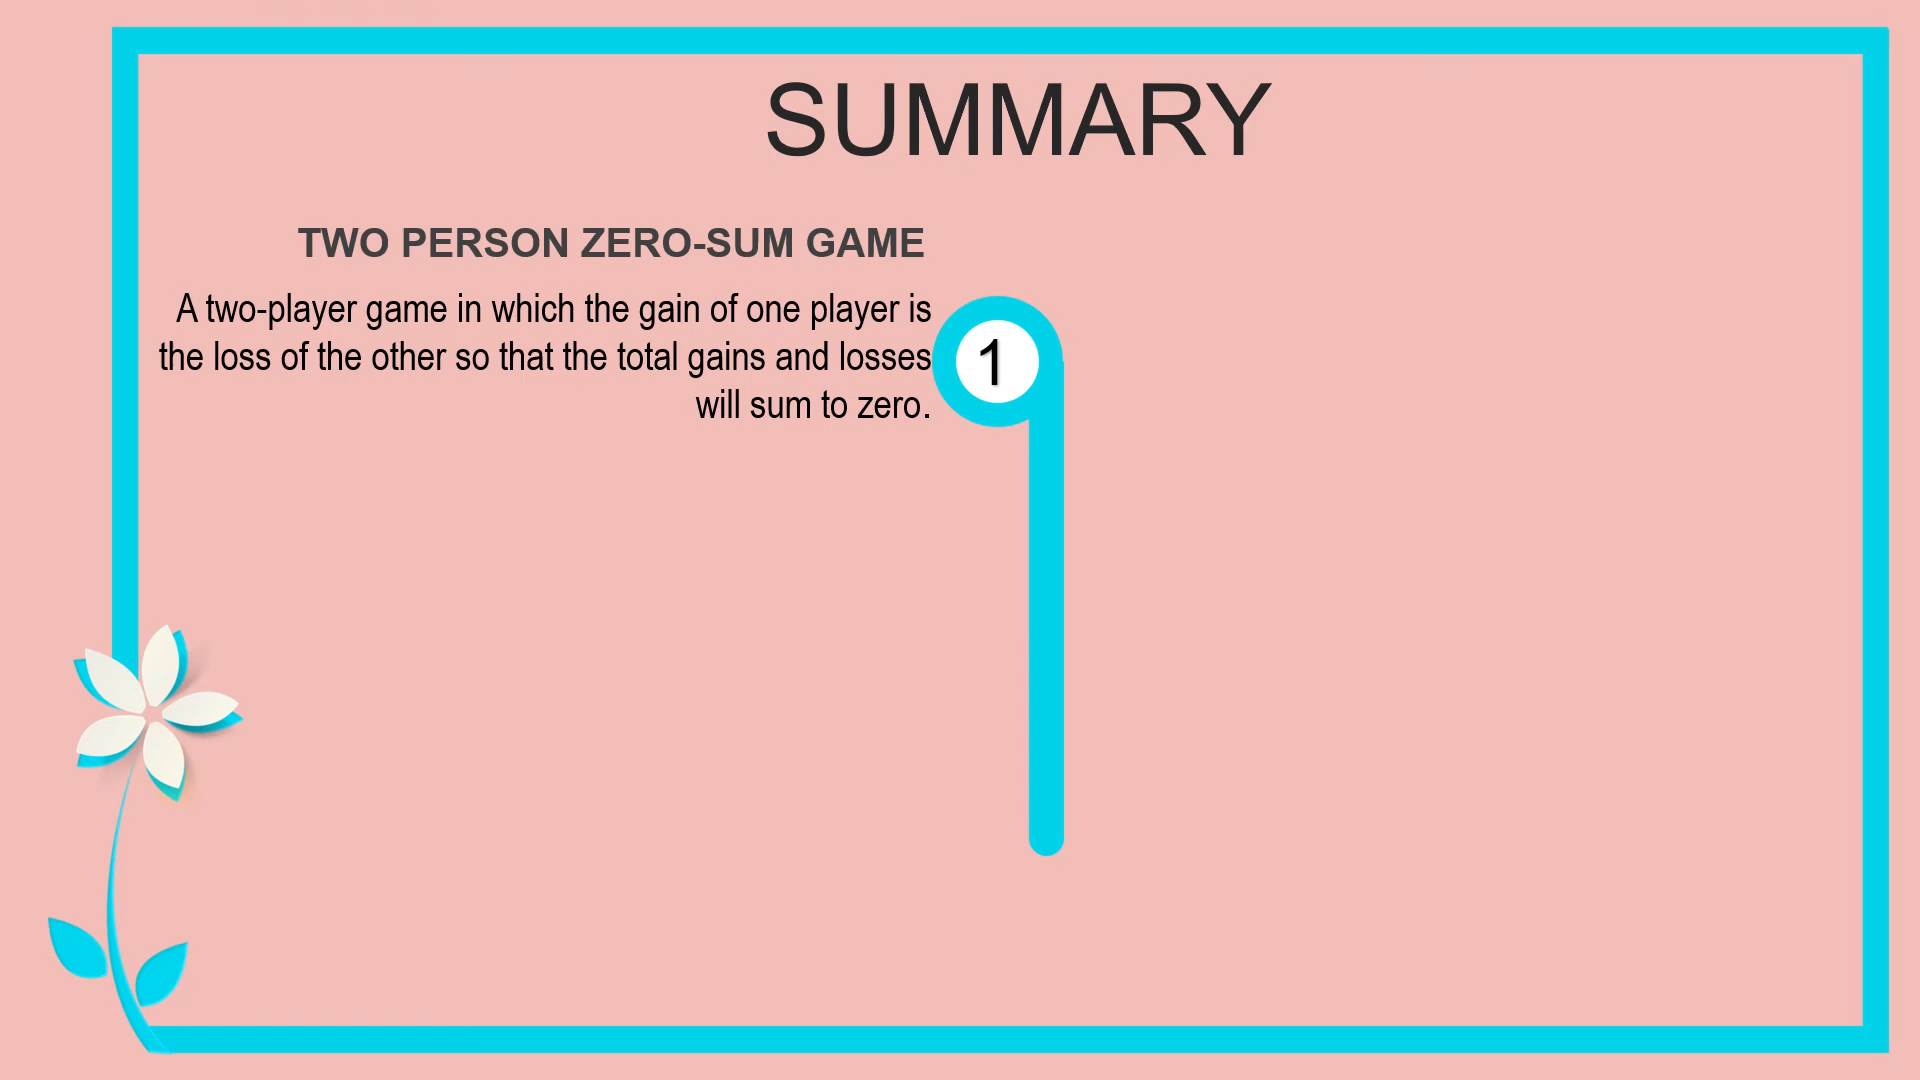 SUMMARY
TWO PERSON ZERO-SUM GAME
A two-player game in which the gain of one player is
the loss of the other so that the total gains and losses
will sum to zero.
1